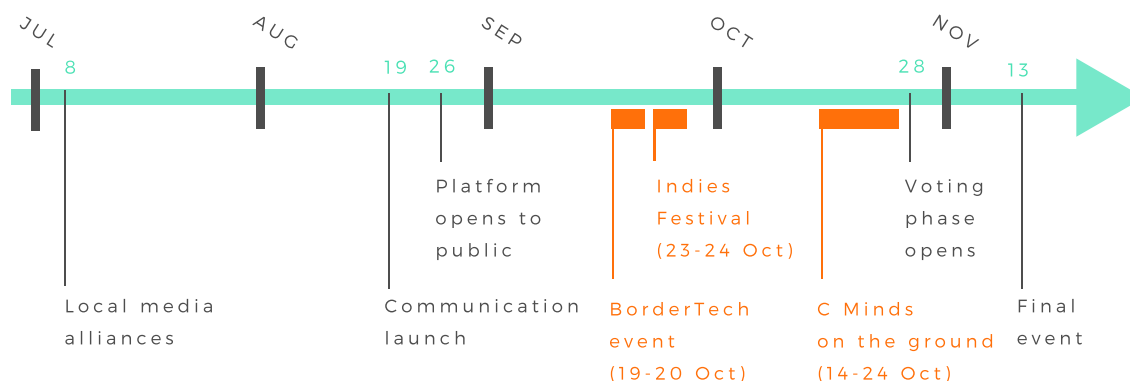 JUL
AUG
SEP
OCT
NOV
8
19
26
28
13
Platform
opens to
public
Indies
Festival
(23-24 Oct)
Voting
phase
opens
Local media
alliances
Communication
launch
BorderTech
event
(19-20 Oct)
C Minds
on the ground
(14-24 Oct)
Final
event